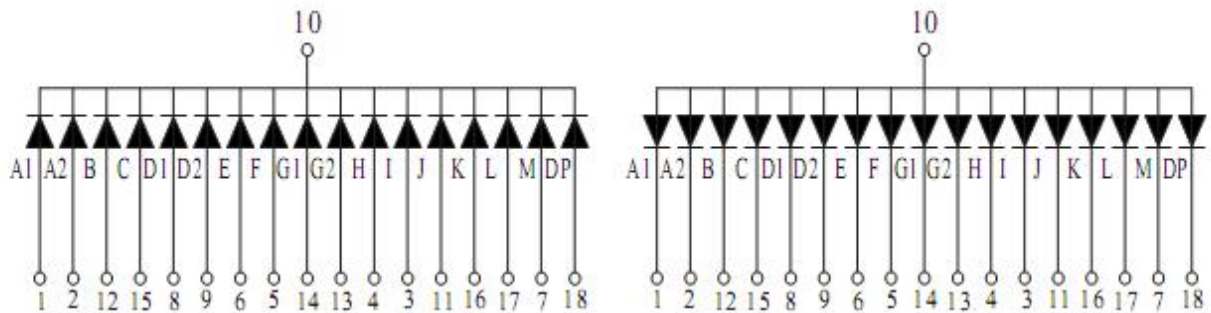 10 10
A1 A2 B C D1 D2 E F G1 G2 H I J K L M DP A1 A2 B C D1 D2 E F G1 G2 H I J K L M DP
1 2 12 15 8 9 6 5 14 13 4 3 11 16 17 7 18 1 2 12 15 8 9 6 5 14 13 4 3 11 16 17 7 18